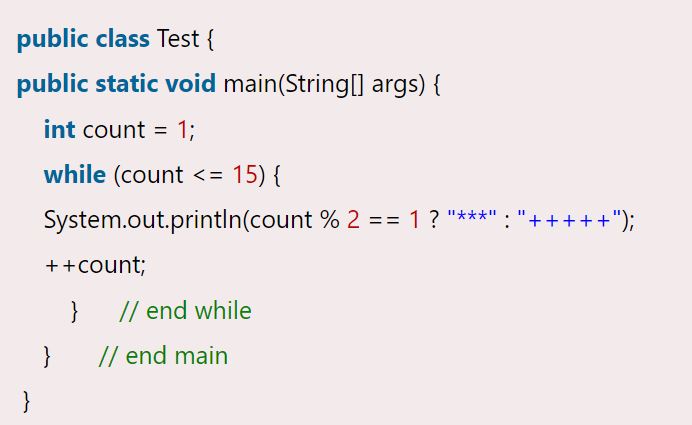 public class Test {
public static void main(String[] args) {
int count = 1;
while (count <= 15) {
System.out.println(count % 2 == 1 ? "***" : "+++++");
++count;
} // end while
} // end main
}